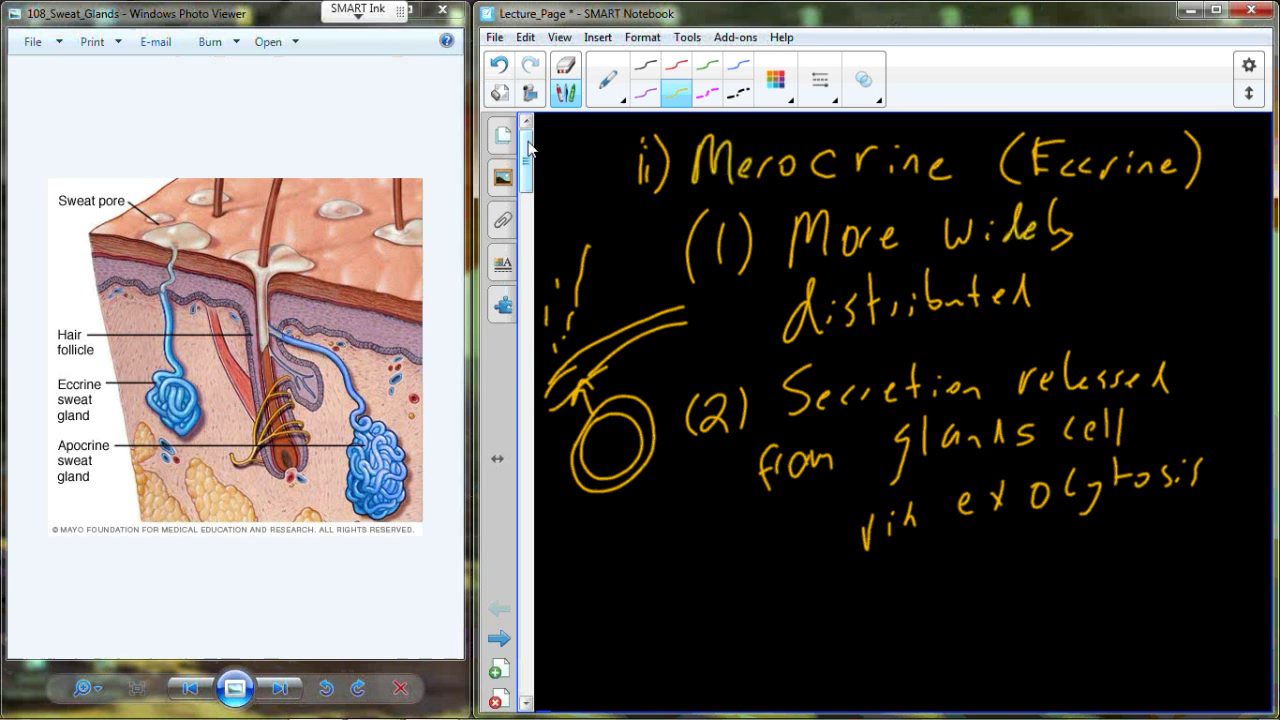 108_Sweat_Glands - Windows Photo Viewer
SMART Ink
File Print E-mail Burn Open
Sweat pore
Hair
follicle
Eccrine
sweat
gland
Apocrine
sweat
gland
© MAYO FOUNDATION FOR MEDICAL EDUCATION AND RESEARCH. ALL RIGHTS RESERVED.
Lecture_Page * - SMART Notebook
File Edit View Insert Format Tools Add-ons Help
ii) Merocrine (Eccrine)
(1) More widely
distributed
(2) Secretion released
from glands cell
via exocytosis